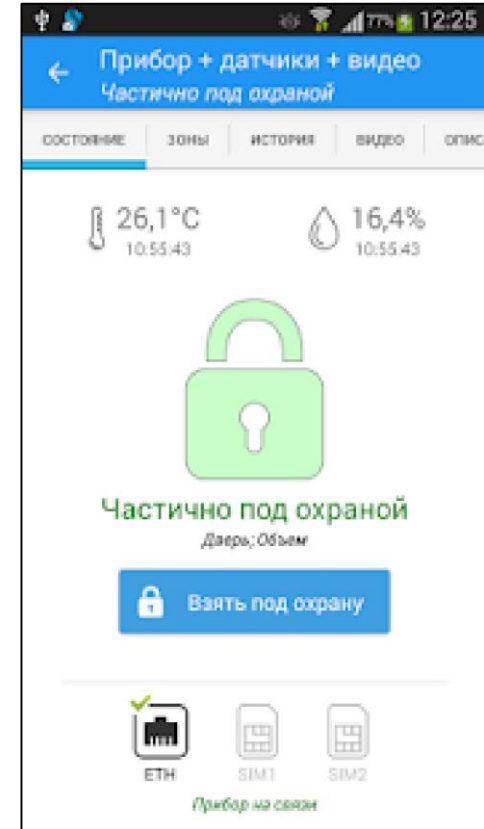 77% 12:25
Прибор + датчики + видео
Частично под охраной
СОСТОЯНИЕ ЗОНЫ ИСТОРИЯ ВИДЕО ОПИС
26,1°C 16,4%
10:55:43 10:55:43
Частично под охраной
Дверь; Объем
Взять под охрану
ETH SIM1 SIM2
Прибор на связи